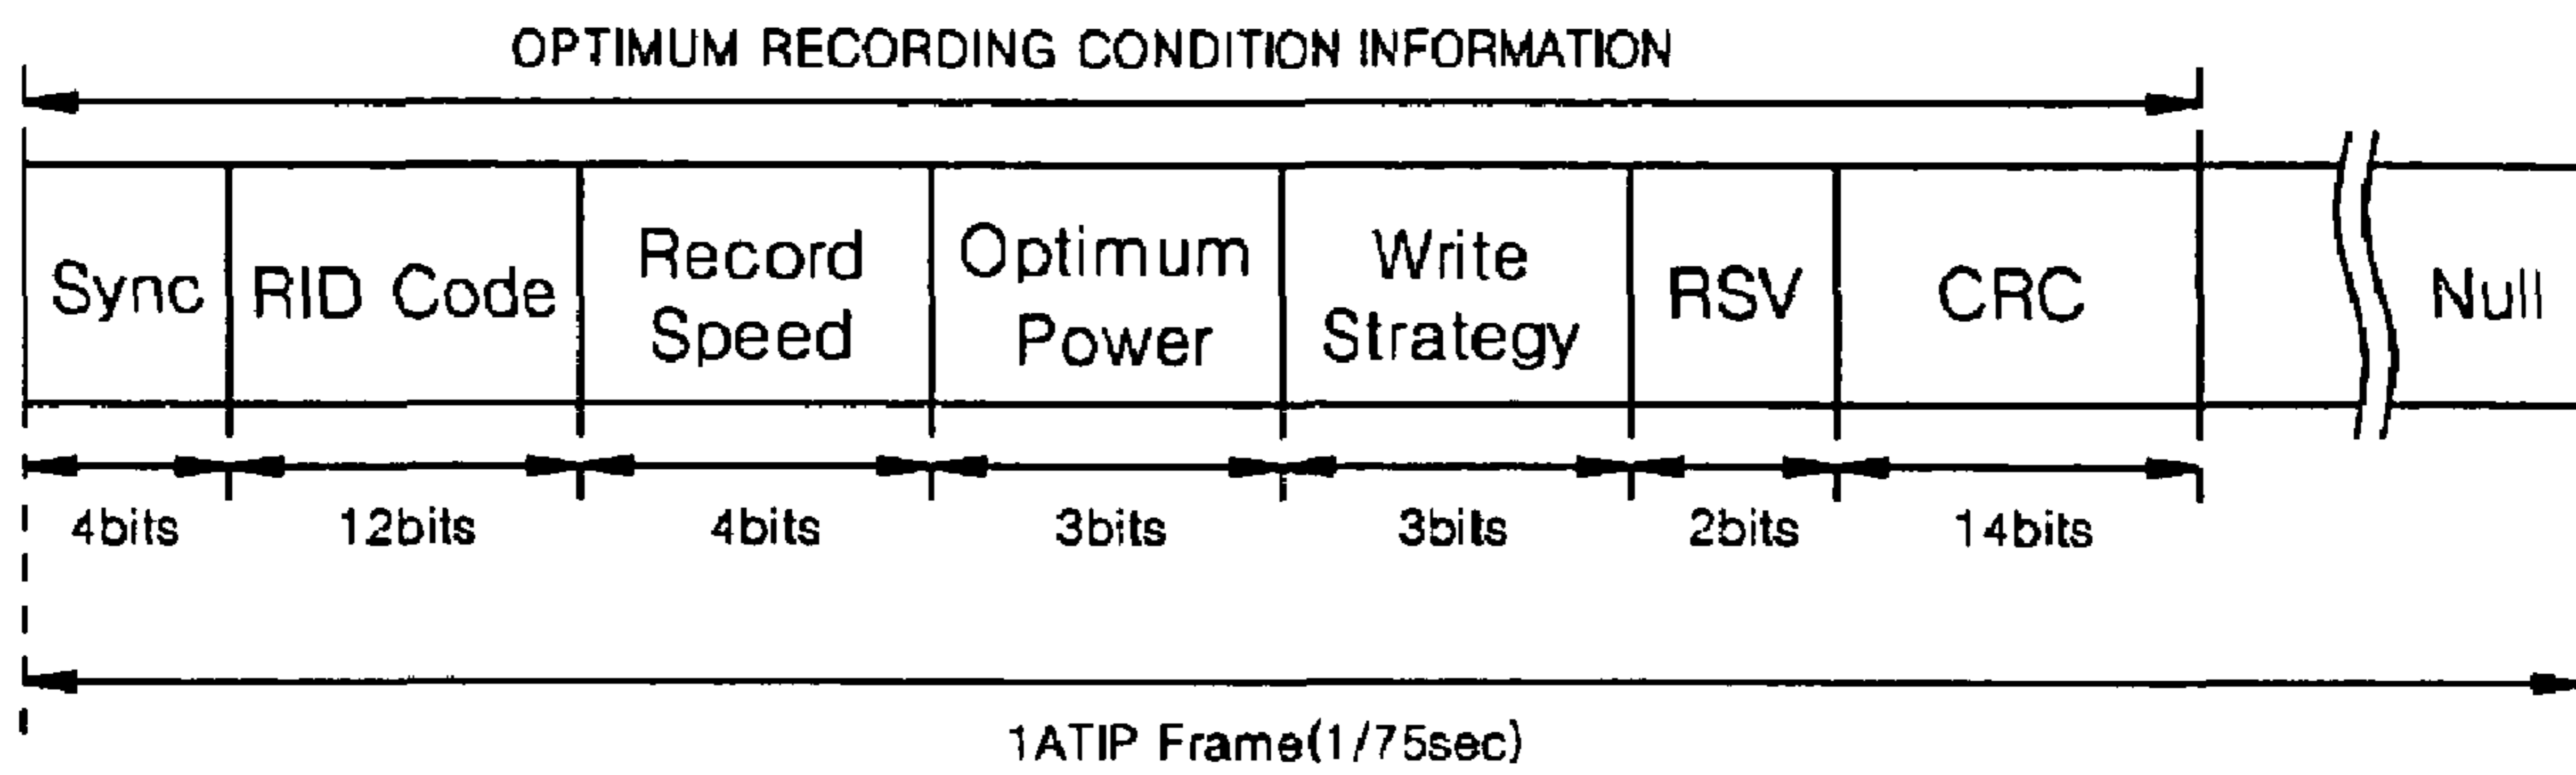 OPTIMUM RECORDING CONDITION INFORMATION
Sync
RID Code
Record
Speed
Optimum
Power
Write
Strategy
RSV
CRC
Null
4bits
12bits
4bits
3bits
3bits
2bits
14bits
1ATIP Frame(1/75sec)